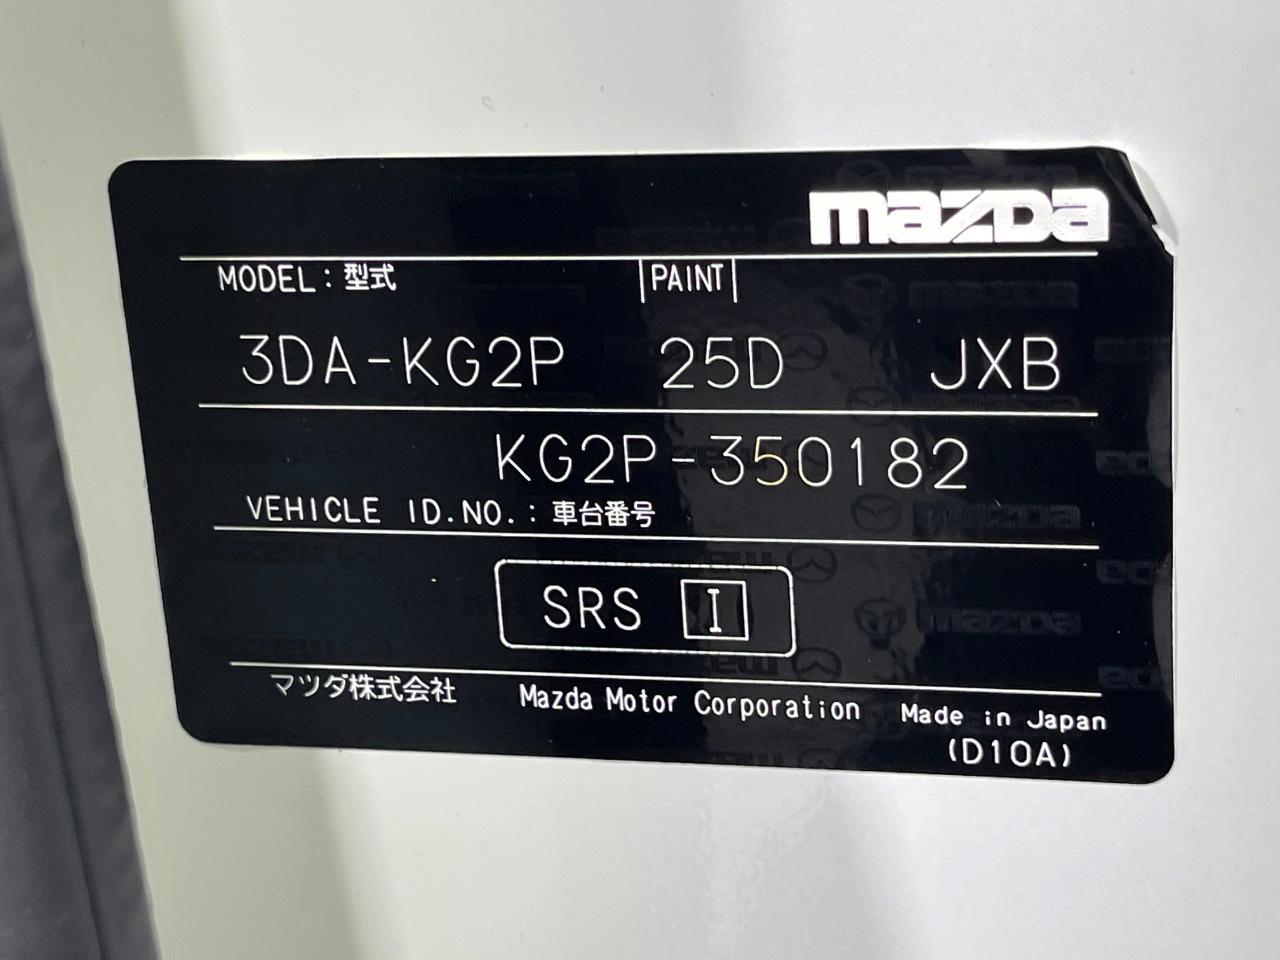 mazda
MODEL:型式 PAINT
3DA-KG2P 25D JXB
KG2P-350182
VEHICLE ID.NO.:車台番号
SRS I
マツダ株式会社 Mazda Motor Corporation Made in Japan
(D10A)